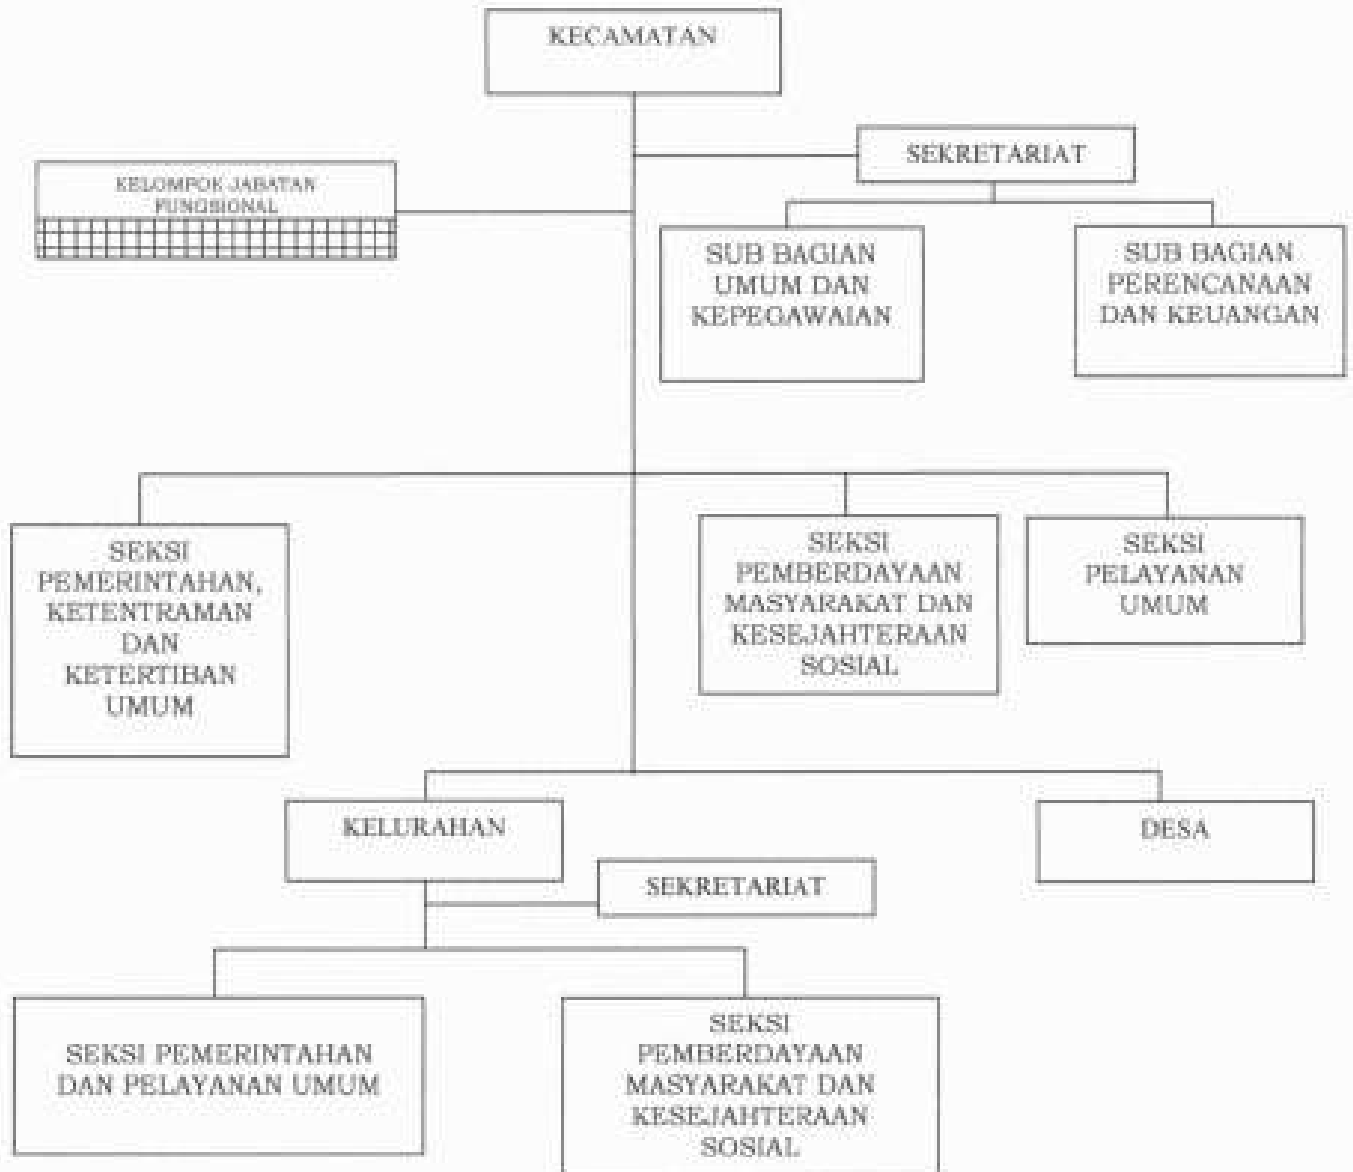 KECAMATAN
SEKRETARIAT
KELOMPOK JABATAN
FUNGSIONAL
SUB BAGIAN
UMUM DAN
KEPEGAWAIAN
SUB BAGIAN
PERENCANAAN
DAN KEUANGAN
SEKSI
PEMERINTAHAN,
KETENTRAMAN
DAN
KETERTIBAN
UMUM
SEKSI
PEMBERDAYAAN
MASYARAKAT DAN
KESEJAHTERAAN
SOSIAL
SEKSI
PELAYANAN
UMUM
KELURAHAN
DESA
SEKRETARIAT
SEKSI PEMERINTAHAN
DAN PELAYANAN UMUM
SEKSI
PEMBERDAYAAN
MASYARAKAT DAN
KESEJAHTERAAN
SOSIAL